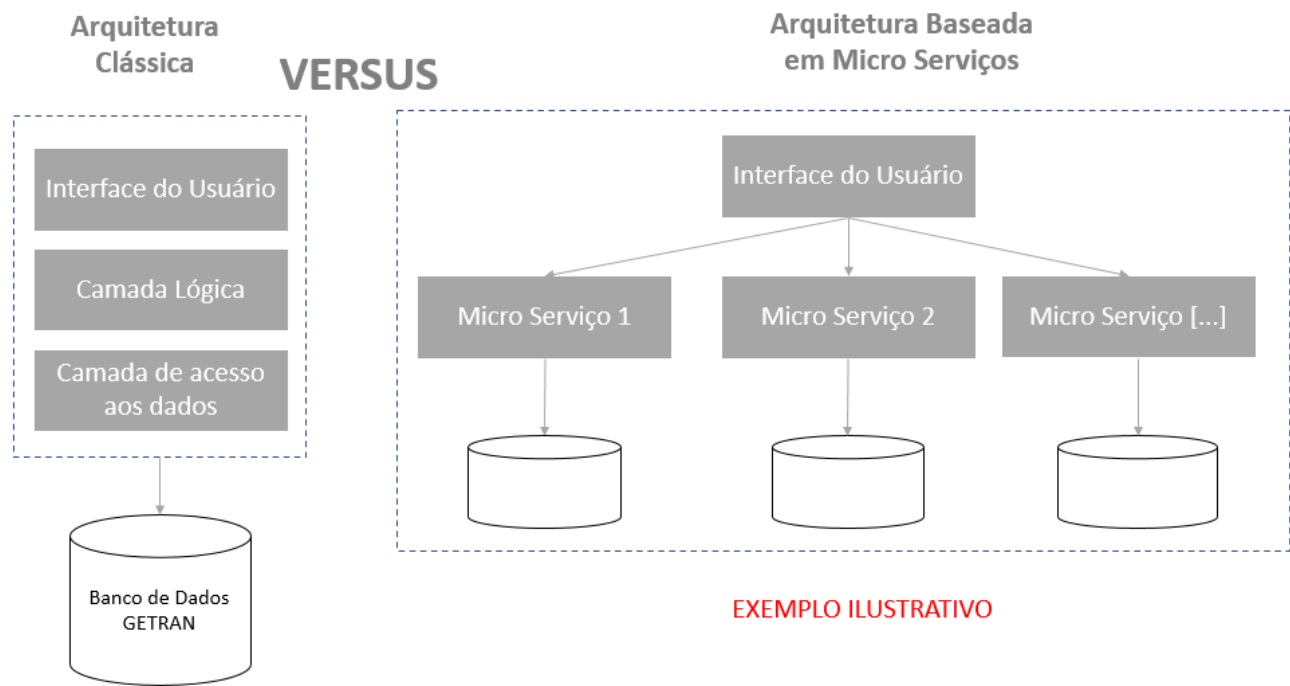 Arquitetura
Clássica
VERSUS
Arquitetura Baseada
em Micro Serviços
Interface do Usuário
Camada Lógica
Camada de acesso
aos dados
Banco de Dados
GETRAN
Interface do Usuário
Micro Serviço 1
Micro Serviço 2
Micro Serviço [...]
EXEMPLO ILUSTRATIVO